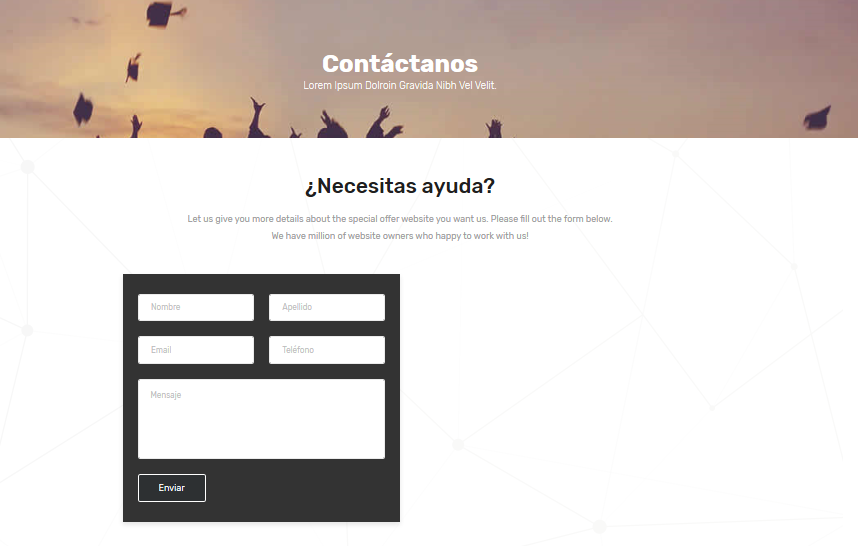 Contáctanos
Lorem Ipsum Dolroin Gravida Nibh Vel Velit.
¿Necesitas ayuda?
Let us give you more details about the special offer website you want us. Please fill out the form below.
We have million of website owners who happy to work with us!
Nombre
Apellido
Email
Teléfono
Mensaje
Enviar